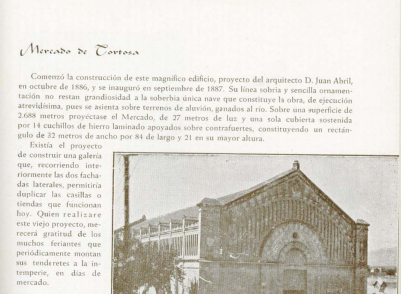 Mercado de Tortosa
Comenzó la construcción de este magnífico edificio, proyecto del arquitecto D. Juan Abril,
en octubre de 1886, y se inauguró en septiembre de 1887. Su línea sobria y sencilla ornamen-
tación no restan grandiosidad a la soberbia única nave que constituye la obra, de ejecución
atrevidísima, pues se asienta sobre terrenos de aluvión, ganados al río. Sobre una superficie de
2.688 metros proyéctase el Mercado, de 27 metros de luz y una sola cubierta sostenida
por 14 cuchillos de hierro laminado apoyados sobre contrafuertes, constituyendo un rectán-
gulo de 32 metros de ancho por 84 de largo y 21 en su mayor altura.
Existía el proyecto
de construir una galería
que, recorriendo inte-
riormente las dos facha-
das laterales, permitiría
duplicar las casillas o
tiendas que funcionan
hoy. Quien realizare
este viejo proyecto, me-
recerá gratitud de los
muchos feriantes que
periódicamente montan
sus tenderetes a la in-
temperie, en días de
mercado.